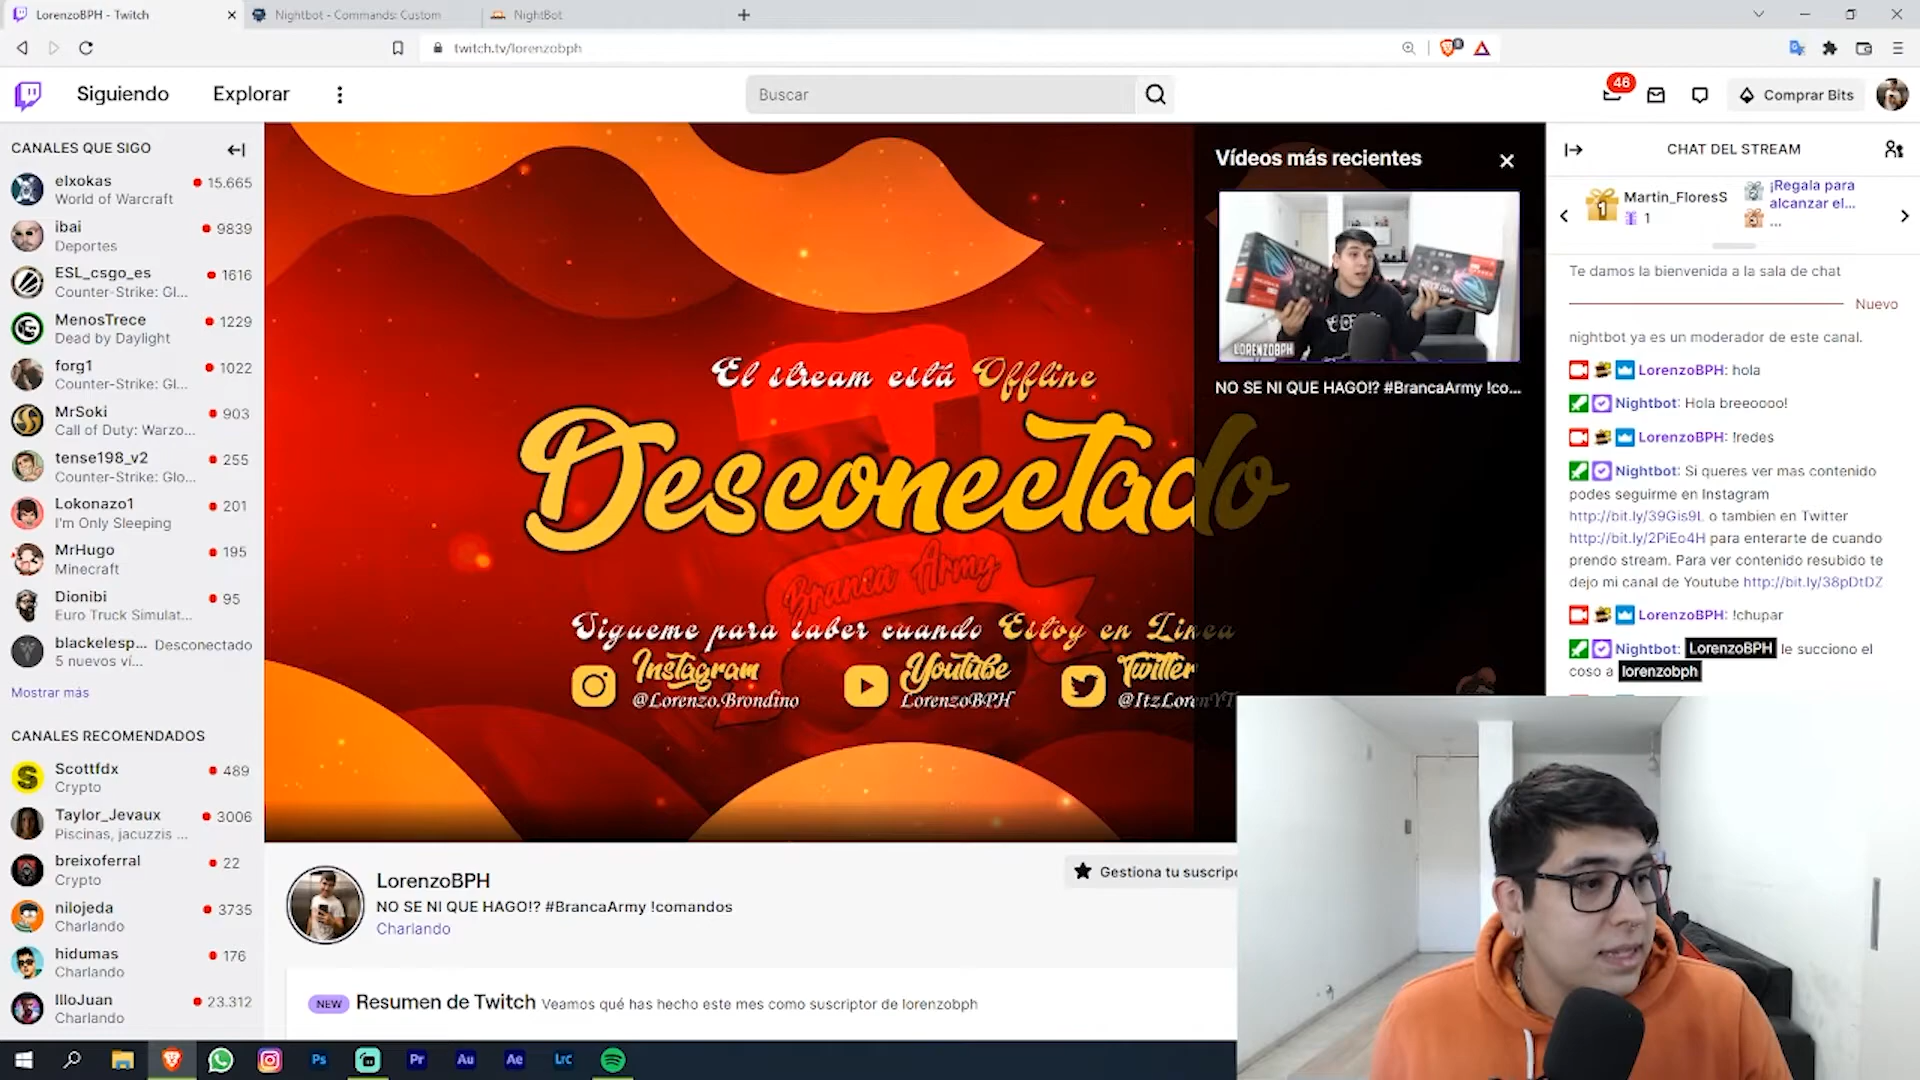 LorenzoBPH - Twitch
Nightbot - Commands: Custom
NightBot
twitch.tv/lorenzobph
Siguiendo
Explorar
Buscar
46
Comprar Bits
CANALES QUE SIGO
elxokas
15.665
World of Warcraft
ibai
9839
Deportes
ESL_csgo_es
1616
Counter-Strike: Gl...
MenosTrece
1229
Dead by Daylight
forg1
1022
Counter-Strike: Gl...
MrSoki
903
Call of Duty: Warzo...
tense198_v2
255
Counter-Strike: Glo...
Lokonazo1
201
I'm Only Sleeping
MrHugo
195
Minecraft
Dionibi
95
Euro Truck Simulat...
blackelesp...
Desconectado
5 nuevos ví...
Mostrar más
CANALES RECOMENDADOS
Scottfdx
489
Crypto
Taylor_Jevaux
3006
Piscinas, jacuzzis ...
breixoferral
22
Crypto
nilojeda
3735
Charlando
hidumas
176
Charlando
IlloJuan
23.312
Charlando
El stream está Offline
Desconectado
Branca Army
Sigueme para saber cuando Estoy en Linea
Instagram
@Lorenzo.Brondino
Youtube
LorenzoBPH
Twitter
@ItzLorenYT
Vídeos más recientes
LORENZOBPH
NO SE NI QUE HAGO!? #BrancaArmy !co...
LorenzoBPH
NO SE NI QUE HAGO!? #BrancaArmy !comandos
Charlando
Gestiona tu suscripc
NEW
Resumen de Twitch
Veamos qué has hecho este mes como suscriptor de lorenzobph
CHAT DEL STREAM
1
Martin_FloresS
1
¡Regala para
alcanzar el...
...
Te damos la bienvenida a la sala de chat
Nuevo
nightbot ya es un moderador de este canal.
LorenzoBPH: hola
Nightbot: Hola breeoooo!
LorenzoBPH: !redes
Nightbot: Si queres ver mas contenido
podes seguirme en Instagram
http://bit.ly/39Gis9L o tambien en Twitter
http://bit.ly/2PiEo4H para enterarte de cuando
prendo stream. Para ver contenido resubido te
dejo mi canal de Youtube http://bit.ly/38pDtDZ
LorenzoBPH: !chupar
Nightbot: LorenzoBPH le succiono el
coso a lorenzobph
Ps
Pr
Au
Ae
Lrc